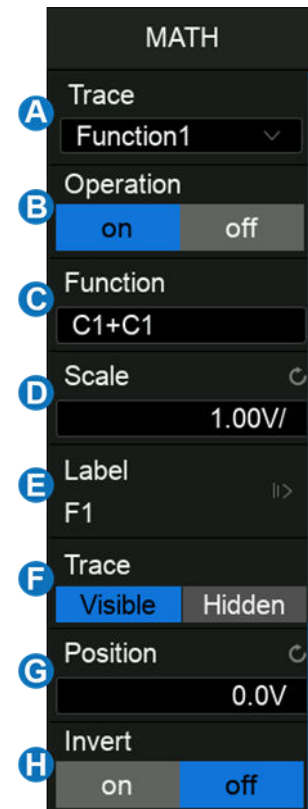 MATH
A Trace
Function1
B Operation
on off
C Function
C1+C1
D Scale
1.00V/
E Label
F1
F Trace
Visible Hidden
G Position
0.0V
H Invert
on off